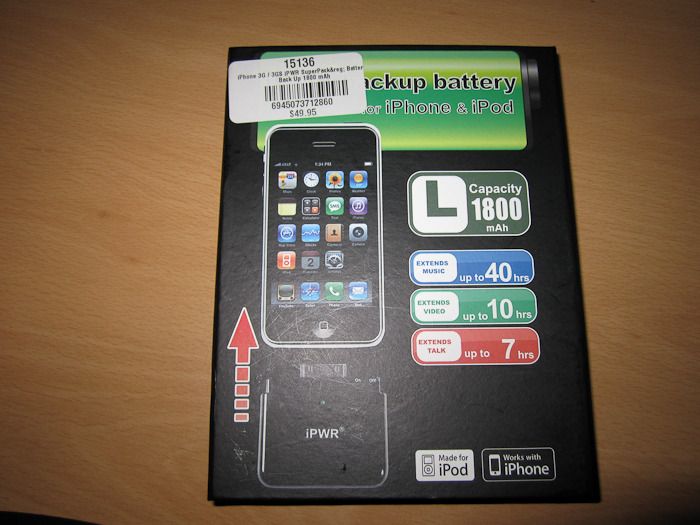 15136
iPhone 3G / 3GS iPWR SuperPack&reg; Batter
Back Up 1800 mAh
6945073712860
$49.95
ackup battery
for iPhone & iPod
L
Capacity
1800
mAh
EXTENDS
MUSIC
up to 40 hrs
EXTENDS
VIDEO
up to 10 hrs
EXTENDS
TALK
up to 7 hrs
On Off
iPWR®
Made for
iPod
Works with
iPhone